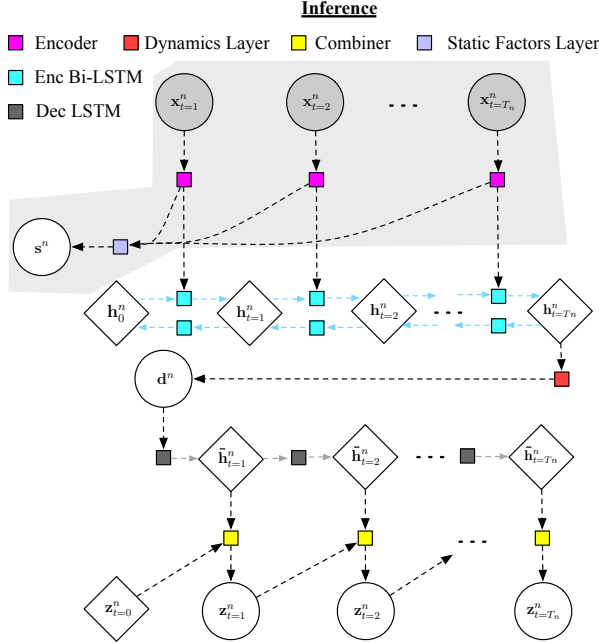 Inference
Encoder Dynamics Layer Combiner Static Factors Layer
Enc Bi-LSTM
Dec LSTM
x^n_{t=1} x^n_{t=2} ... x^n_{t=T_n}
s^n
h^n_0 h^n_{t=1} h^n_{t=2} ... h^n_{t=T_n}
d^n
h̄^n_{t=1} h̄^n_{t=2} ... h̄^n_{t=T_n}
...
z^n_{t=0} z^n_{t=1} z^n_{t=2} z^n_{t=T_n}